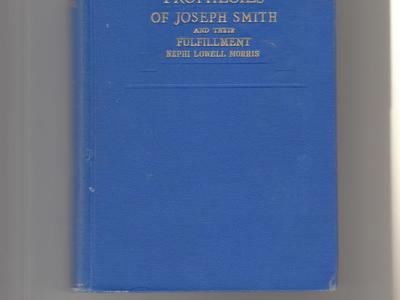 PROPHECIES
OF JOSEPH SMITH
AND THEIR
FULFILLMENT
NEPHI LOWELL MORRIS